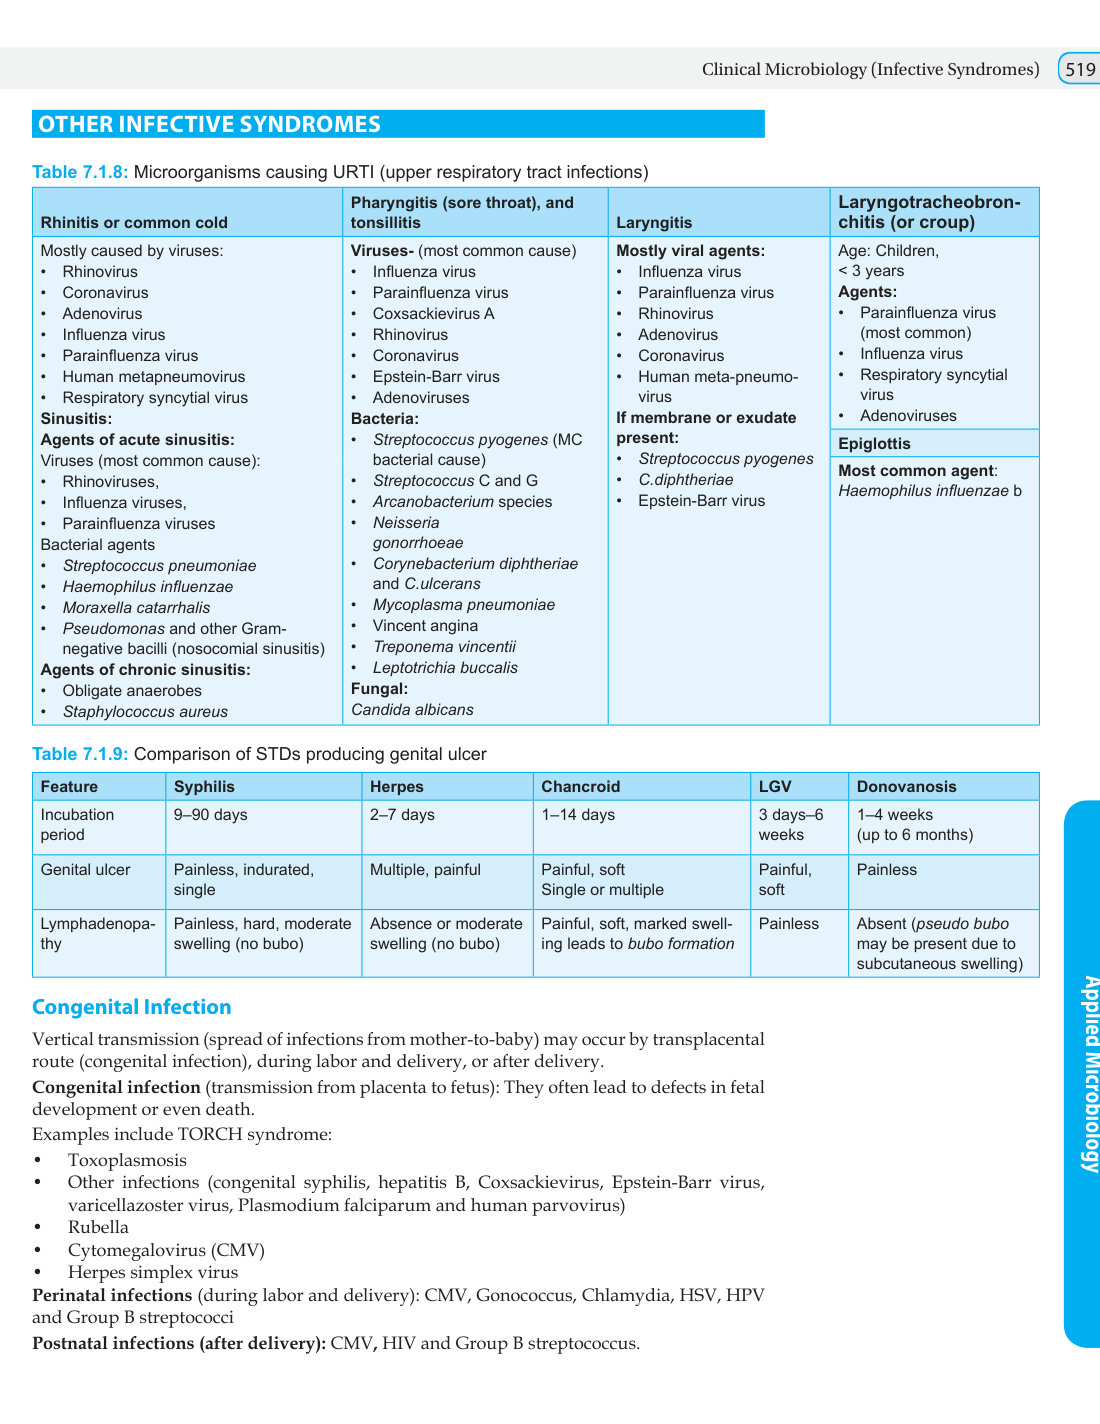 Clinical Microbiology (Infective Syndromes)
519
OTHER INFECTIVE SYNDROMES
Table 7.1.8: Microorganisms causing URTI (upper respiratory tract infections)
Rhinitis or common cold
Mostly caused by viruses:
• Rhinovirus
• Coronavirus
• Adenovirus
• Influenza virus
• Parainfluenza virus
• Human metapneumovirus
• Respiratory syncytial virus
Sinusitis:
Agents of acute sinusitis:
Viruses (most common cause):
• Rhinoviruses,
• Influenza viruses,
• Parainfluenza viruses
Bacterial agents
• Streptococcus pneumoniae
• Haemophilus influenzae
• Moraxella catarrhalis
• Pseudomonas and other Gram-
negative bacilli (nosocomial sinusitis)
Agents of chronic sinusitis:
• Obligate anaerobes
• Staphylococcus aureus
Pharyngitis (sore throat), and
tonsillitis
Viruses- (most common cause)
• Influenza virus
• Parainfluenza virus
• Coxsackievirus A
• Rhinovirus
• Coronavirus
• Epstein-Barr virus
• Adenoviruses
Bacteria:
• Streptococcus pyogenes (MC
bacterial cause)
• Streptococcus C and G
• Arcanobacterium species
• Neisseria
gonorrhoeae
• Corynebacterium diphtheriae
and C.ulcerans
• Mycoplasma pneumoniae
• Vincent angina
• Treponema vincentii
• Leptotrichia buccalis
Fungal:
Candida albicans
Laryngitis
Mostly viral agents:
• Influenza virus
• Parainfluenza virus
• Rhinovirus
• Adenovirus
• Coronavirus
• Human meta-pneumo-
virus
If membrane or exudate
present:
• Streptococcus pyogenes
• C.diphtheriae
• Epstein-Barr virus
Laryngotracheobron-
chitis (or croup)
Age: Children,
< 3 years
Agents:
• Parainfluenza virus
(most common)
• Influenza virus
• Respiratory syncytial
virus
• Adenoviruses
Epiglottis
Most common agent:
Haemophilus influenzae b
Table 7.1.9: Comparison of STDs producing genital ulcer
Feature Syphilis Herpes Chancroid LGV Donovanosis
Incubation 9–90 days 2–7 days 1–14 days 3 days–6 1–4 weeks
period weeks (up to 6 months)
Genital ulcer Painless, indurated, Multiple, painful Painful, soft Painful, Painless
single Single or multiple soft
Lymphadenopa- Painless, hard, moderate Absence or moderate Painful, soft, marked swell- Painless Absent (pseudo bubo
thy swelling (no bubo) swelling (no bubo) ing leads to bubo formation may be present due to
subcutaneous swelling)
Congenital Infection
Vertical transmission (spread of infections from mother-to-baby) may occur by transplacental
route (congenital infection), during labor and delivery, or after delivery.
Congenital infection (transmission from placenta to fetus): They often lead to defects in fetal
development or even death.
Examples include TORCH syndrome:
• Toxoplasmosis
• Other infections (congenital syphilis, hepatitis B, Coxsackievirus, Epstein-Barr virus,
varicellazoster virus, Plasmodium falciparum and human parvovirus)
• Rubella
• Cytomegalovirus (CMV)
• Herpes simplex virus
Perinatal infections (during labor and delivery): CMV, Gonococcus, Chlamydia, HSV, HPV
and Group B streptococci
Postnatal infections (after delivery): CMV, HIV and Group B streptococcus.
Applied Microbiology